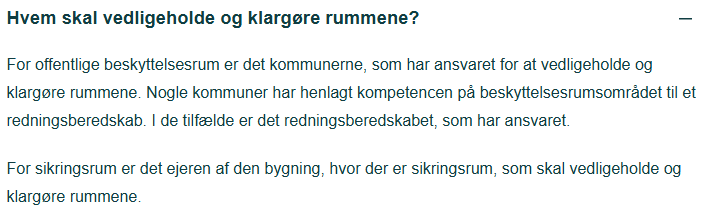 Hvem skal vedligeholde og klargøre rummene?
For offentlige beskyttelsesrum er det kommunerne, som har ansvaret for at vedligeholde og
klargøre rummene. Nogle kommuner har henlagt kompetencen på beskyttelsesrumsområdet til et
redningsberedskab. I de tilfælde er det redningsberedskabet, som har ansvaret.
For sikringsrum er det ejeren af den bygning, hvor der er sikringsrum, som skal vedligeholde og
klargøre rummene.